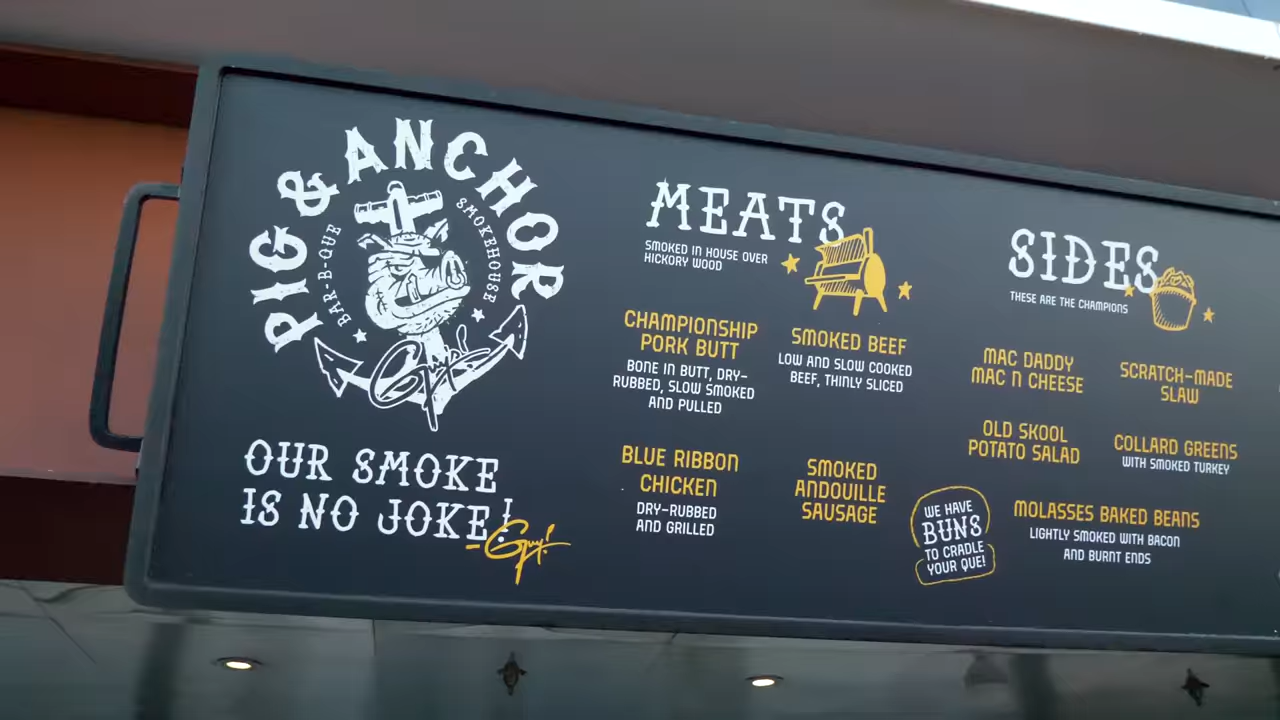 PIG & ANCHOR
BAR-B-QUE
SMOKEHOUSE
Guy's
OUR SMOKE
IS NO JOKE!
-Guy!
MEATS
SMOKED IN HOUSE OVER
HICKORY WOOD
CHAMPIONSHIP
PORK BUTT
BONE IN BUTT, DRY-
RUBBED, SLOW SMOKED
AND PULLED
SMOKED BEEF
LOW AND SLOW COOKED
BEEF, THINLY SLICED
BLUE RIBBON
CHICKEN
DRY-RUBBED
AND GRILLED
SMOKED
ANDOUILLE
SAUSAGE
WE HAVE
BUNS
TO CRADLE
YOUR QUE!
SIDES
THESE ARE THE CHAMPIONS
MAC DADDY
MAC N CHEESE
SCRATCH-MADE
SLAW
OLD SKOOL
POTATO SALAD
COLLARD GREENS
WITH SMOKED TURKEY
MOLASSES BAKED BEANS
LIGHTLY SMOKED WITH BACON
AND BURNT ENDS